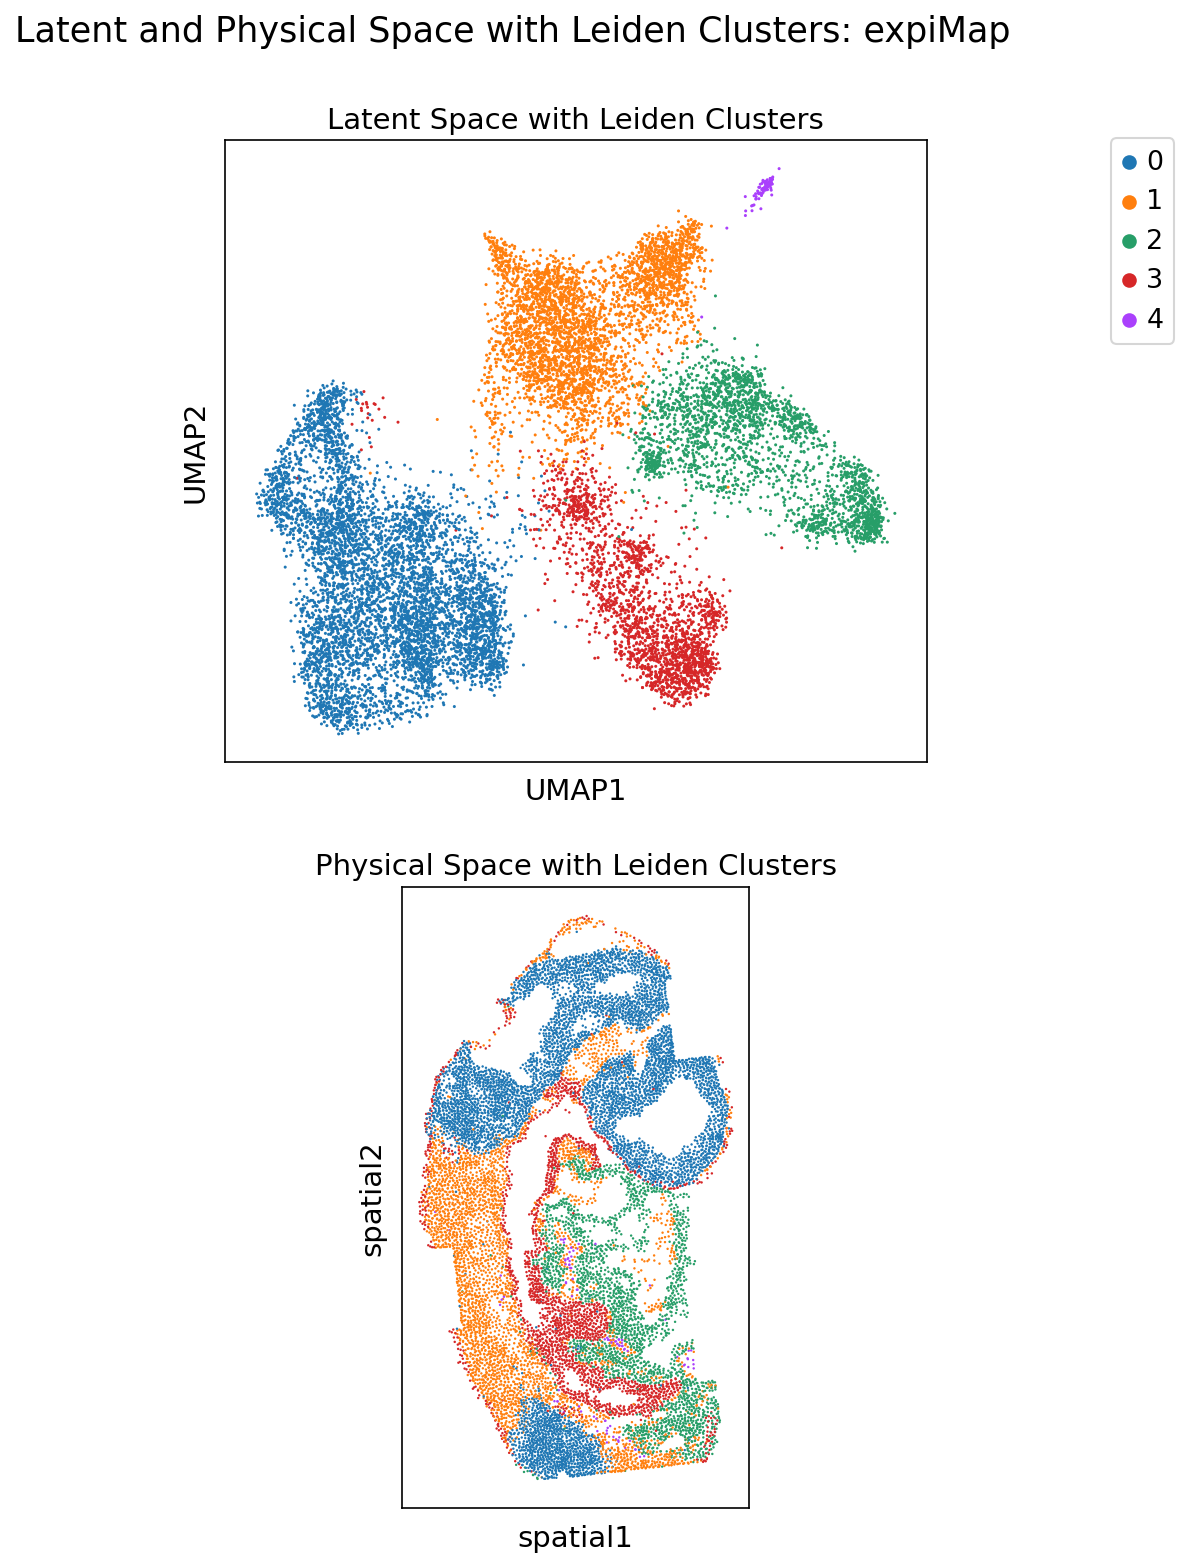 Latent and Physical Space with Leiden Clusters: expiMap
Latent Space with Leiden Clusters
0
1
2
3
4
UMAP2
UMAP1
Physical Space with Leiden Clusters
spatial2
spatial1